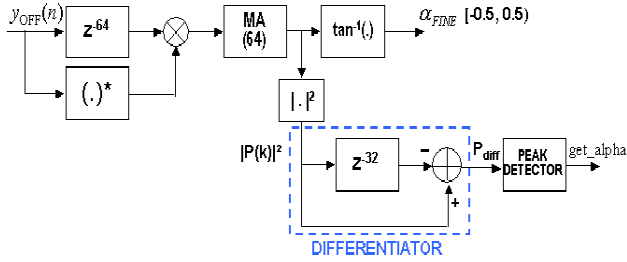 y_OFF(n)
z^-64
MA
(64)
tan^-1(.)
α_FINE [-0.5, 0.5)
(.)*
| . |²
|P(k)|²
z^-32
−
+
P_diff
PEAK
DETECTOR
get_alpha
DIFFERENTIATOR